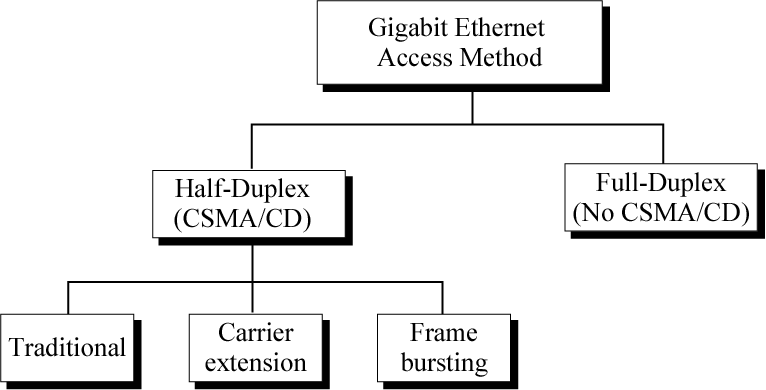 Gigabit Ethernet
Access Method
Half-Duplex
(CSMA/CD)
Full-Duplex
(No CSMA/CD)
Traditional
Carrier
extension
Frame
bursting